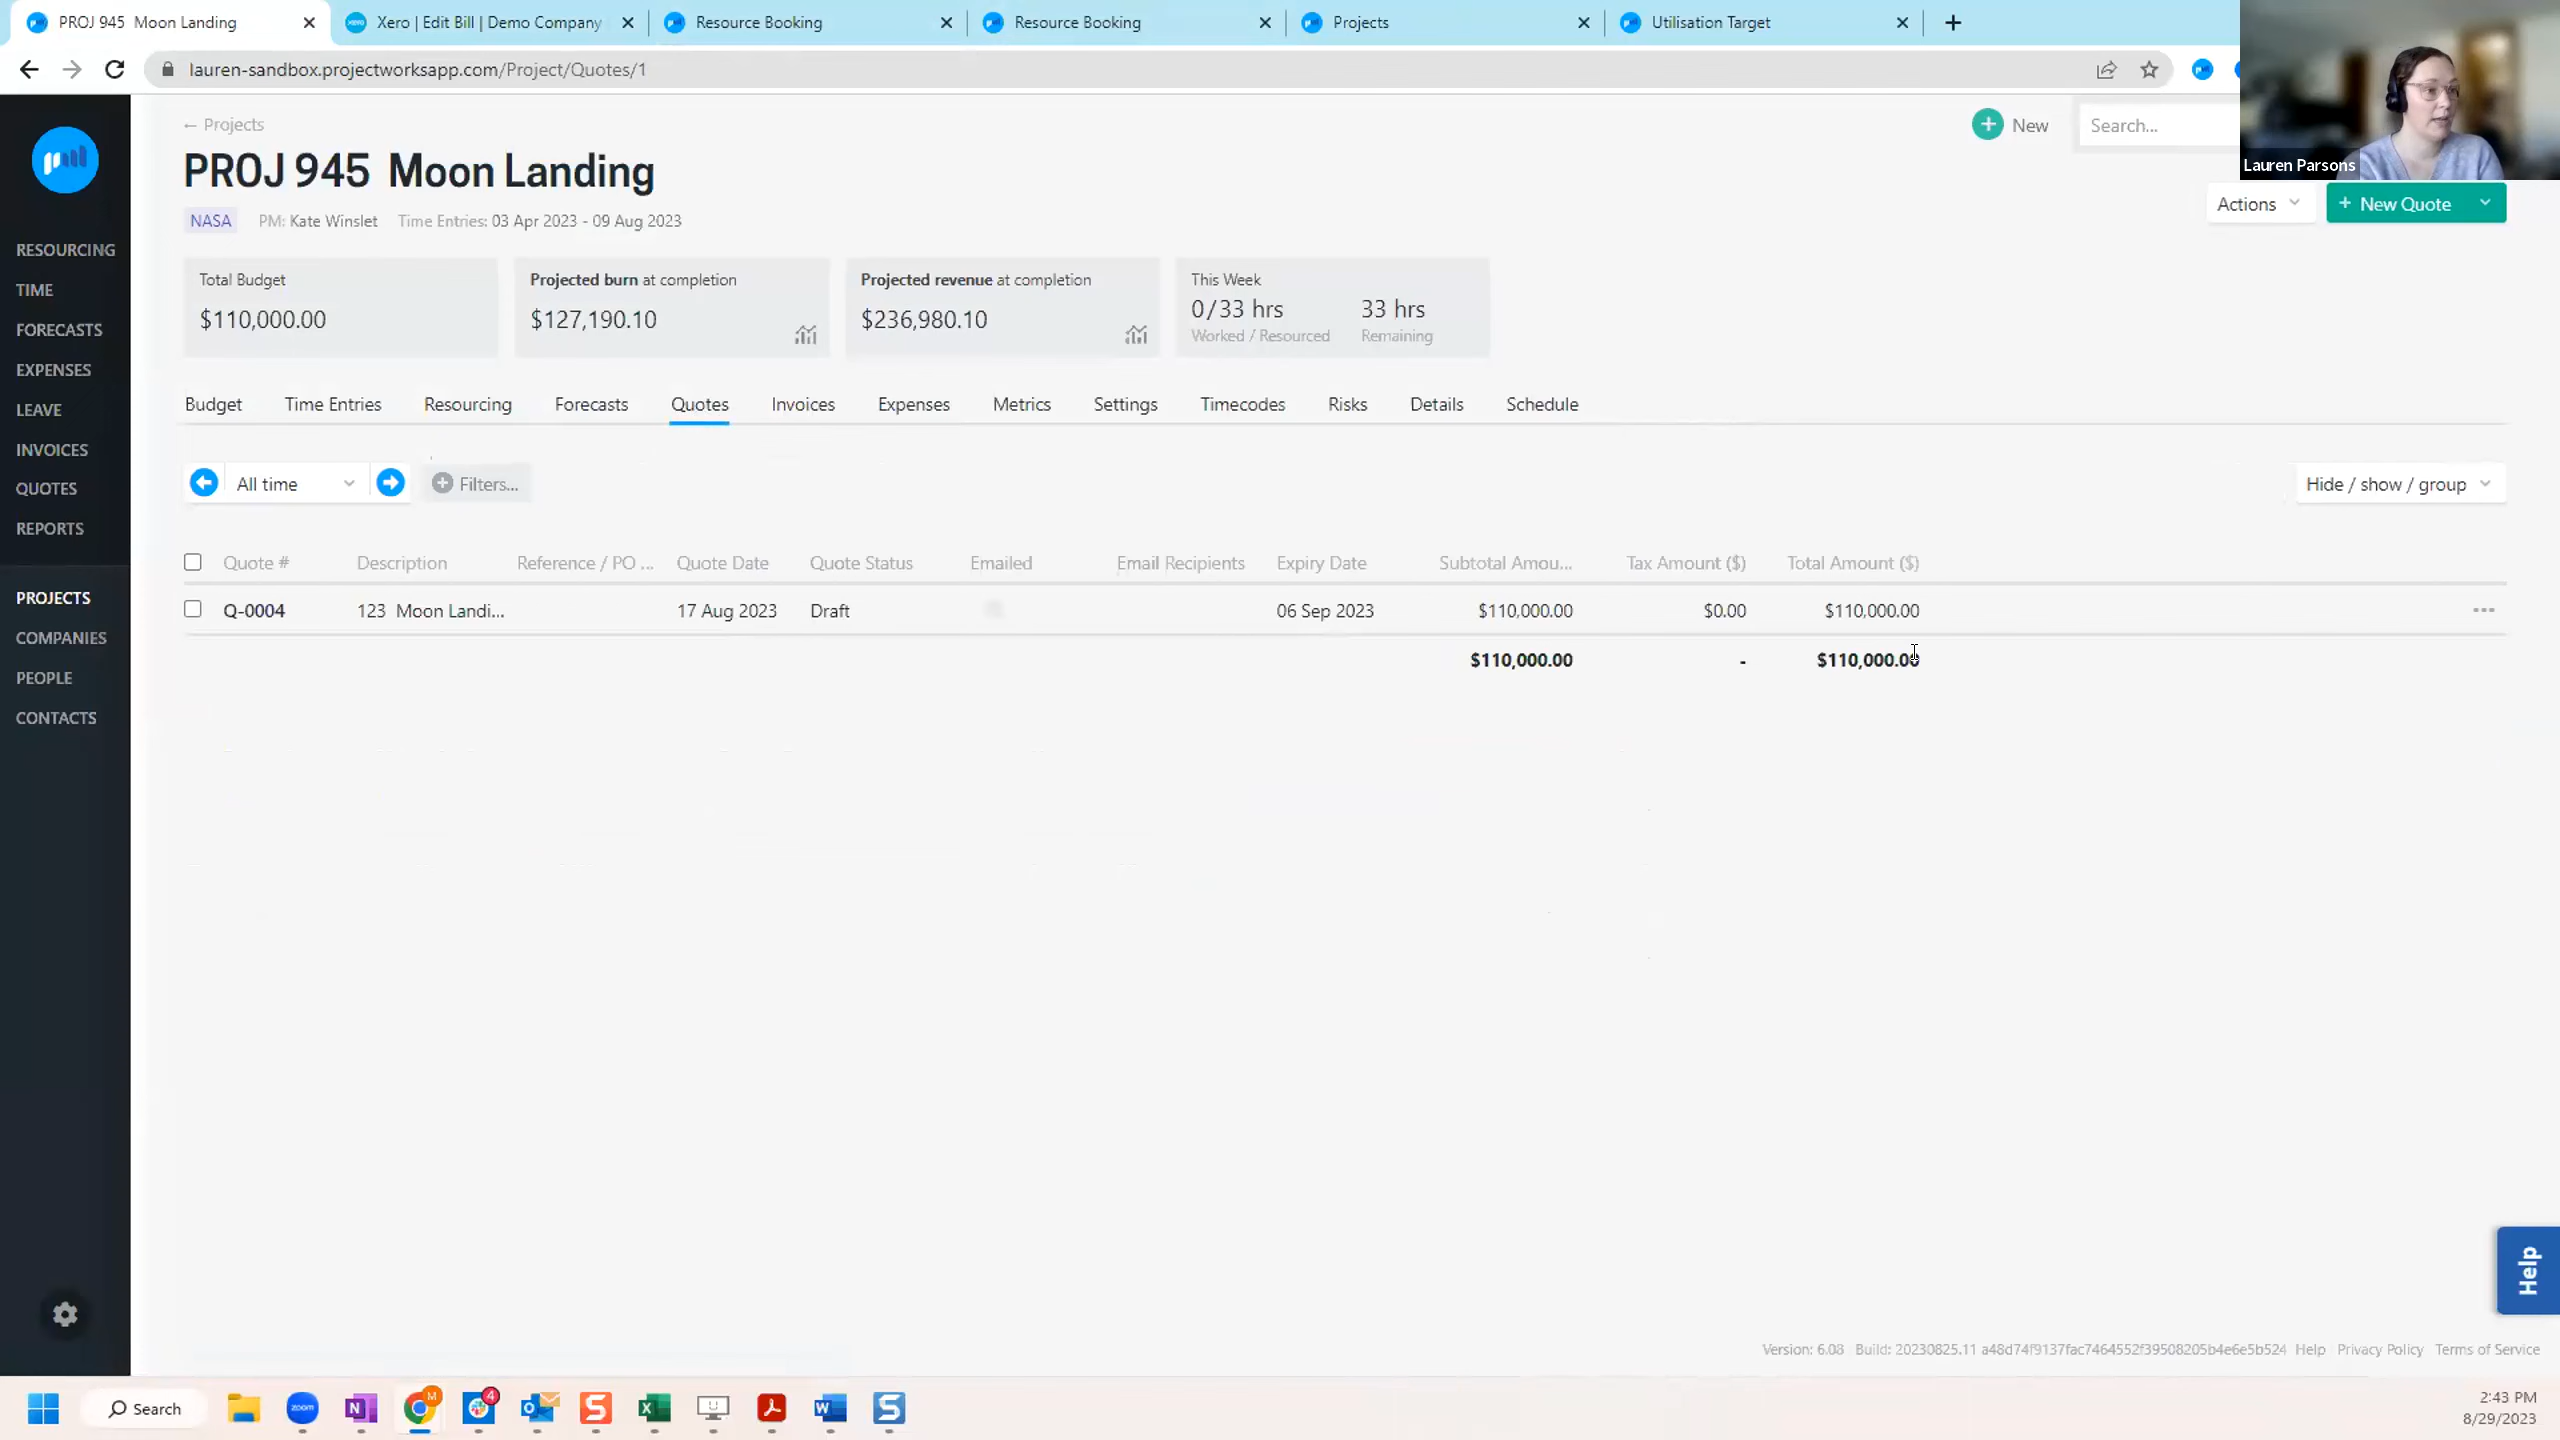 PROJ 945 Moon Landing
Xero | Edit Bill | Demo Company
Resource Booking
Resource Booking
Projects
Utilisation Target
lauren-sandbox.projectworksapp.com/Project/Quotes/1
← Projects
New
Search...
Lauren Parsons
PROJ 945 Moon Landing
NASA PM: Kate Winslet Time Entries: 03 Apr 2023 - 09 Aug 2023
Actions
+ New Quote
RESOURCING
TIME
FORECASTS
EXPENSES
LEAVE
INVOICES
QUOTES
REPORTS
PROJECTS
COMPANIES
PEOPLE
CONTACTS
Total Budget
$110,000.00
Projected burn at completion
$127,190.10
Projected revenue at completion
$236,980.10
This Week
0/33 hrs 33 hrs
Worked / Resourced Remaining
Budget Time Entries Resourcing Forecasts Quotes Invoices Expenses Metrics Settings Timecodes Risks Details Schedule
All time
Filters...
Hide / show / group
Quote # Description Reference / PO ... Quote Date Quote Status Emailed Email Recipients Expiry Date Subtotal Amou... Tax Amount ($) Total Amount ($)
Q-0004 123 Moon Landi... 17 Aug 2023 Draft 06 Sep 2023 $110,000.00 $0.00 $110,000.00
$110,000.00 - $110,000.00
Help
Version: 6.08 Build: 20230825.11 a48d74f9137fac7464552f39508205b4e6e5b524 Help Privacy Policy Terms of Service
Search
zoom
M
4
2:43 PM
8/29/2023